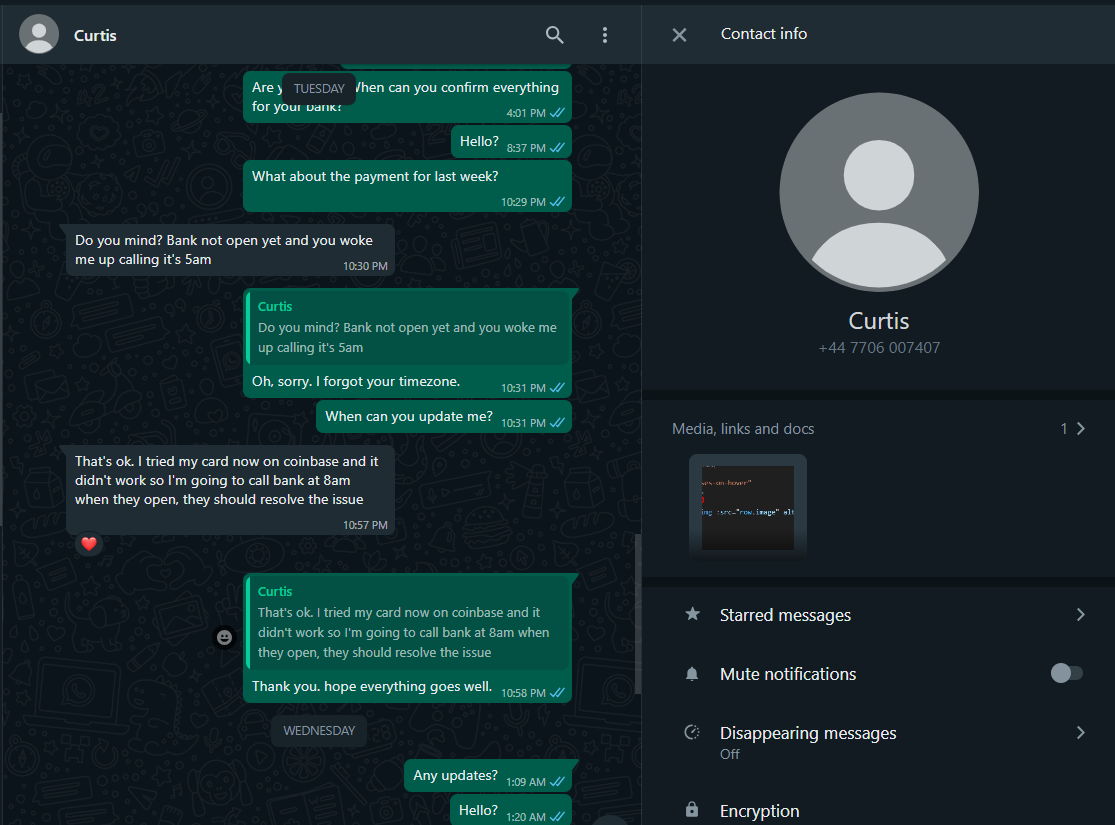 Curtis
Are y
TUESDAY
When can you confirm everything
for your bank?
4:01 PM
Hello?
8:37 PM
What about the payment for last week?
10:29 PM
Do you mind? Bank not open yet and you woke
me up calling it's 5am
10:30 PM
Curtis
Do you mind? Bank not open yet and you woke me
up calling it's 5am
Oh, sorry. I forgot your timezone.
10:31 PM
When can you update me?
10:31 PM
That's ok. I tried my card now on coinbase and it
didn't work so I'm going to call bank at 8am
when they open, they should resolve the issue
10:57 PM
Curtis
That's ok. I tried my card now on coinbase and it
didn't work so I'm going to call bank at 8am when
they open, they should resolve the issue
Thank you. hope everything goes well.
10:58 PM
WEDNESDAY
Any updates?
1:09 AM
Hello?
1:20 AM
Contact info
Curtis
+44 7706 007407
Media, links and docs
1
ses-on-hover"
img :src="row.image" alt
Starred messages
Mute notifications
Disappearing messages
Off
Encryption